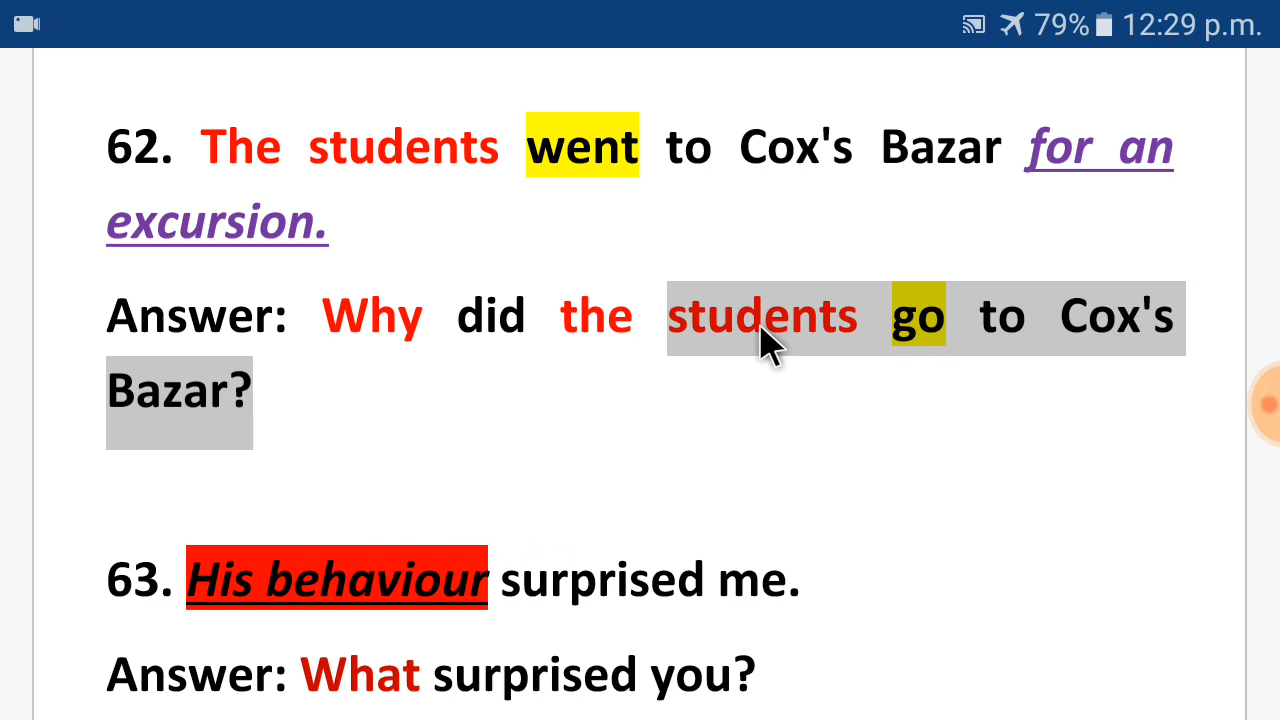 79% 12:29 p.m.
62. The students went to Cox's Bazar for an
excursion.
Answer: Why did the students go to Cox's
Bazar?
63. His behaviour surprised me.
Answer: What surprised you?